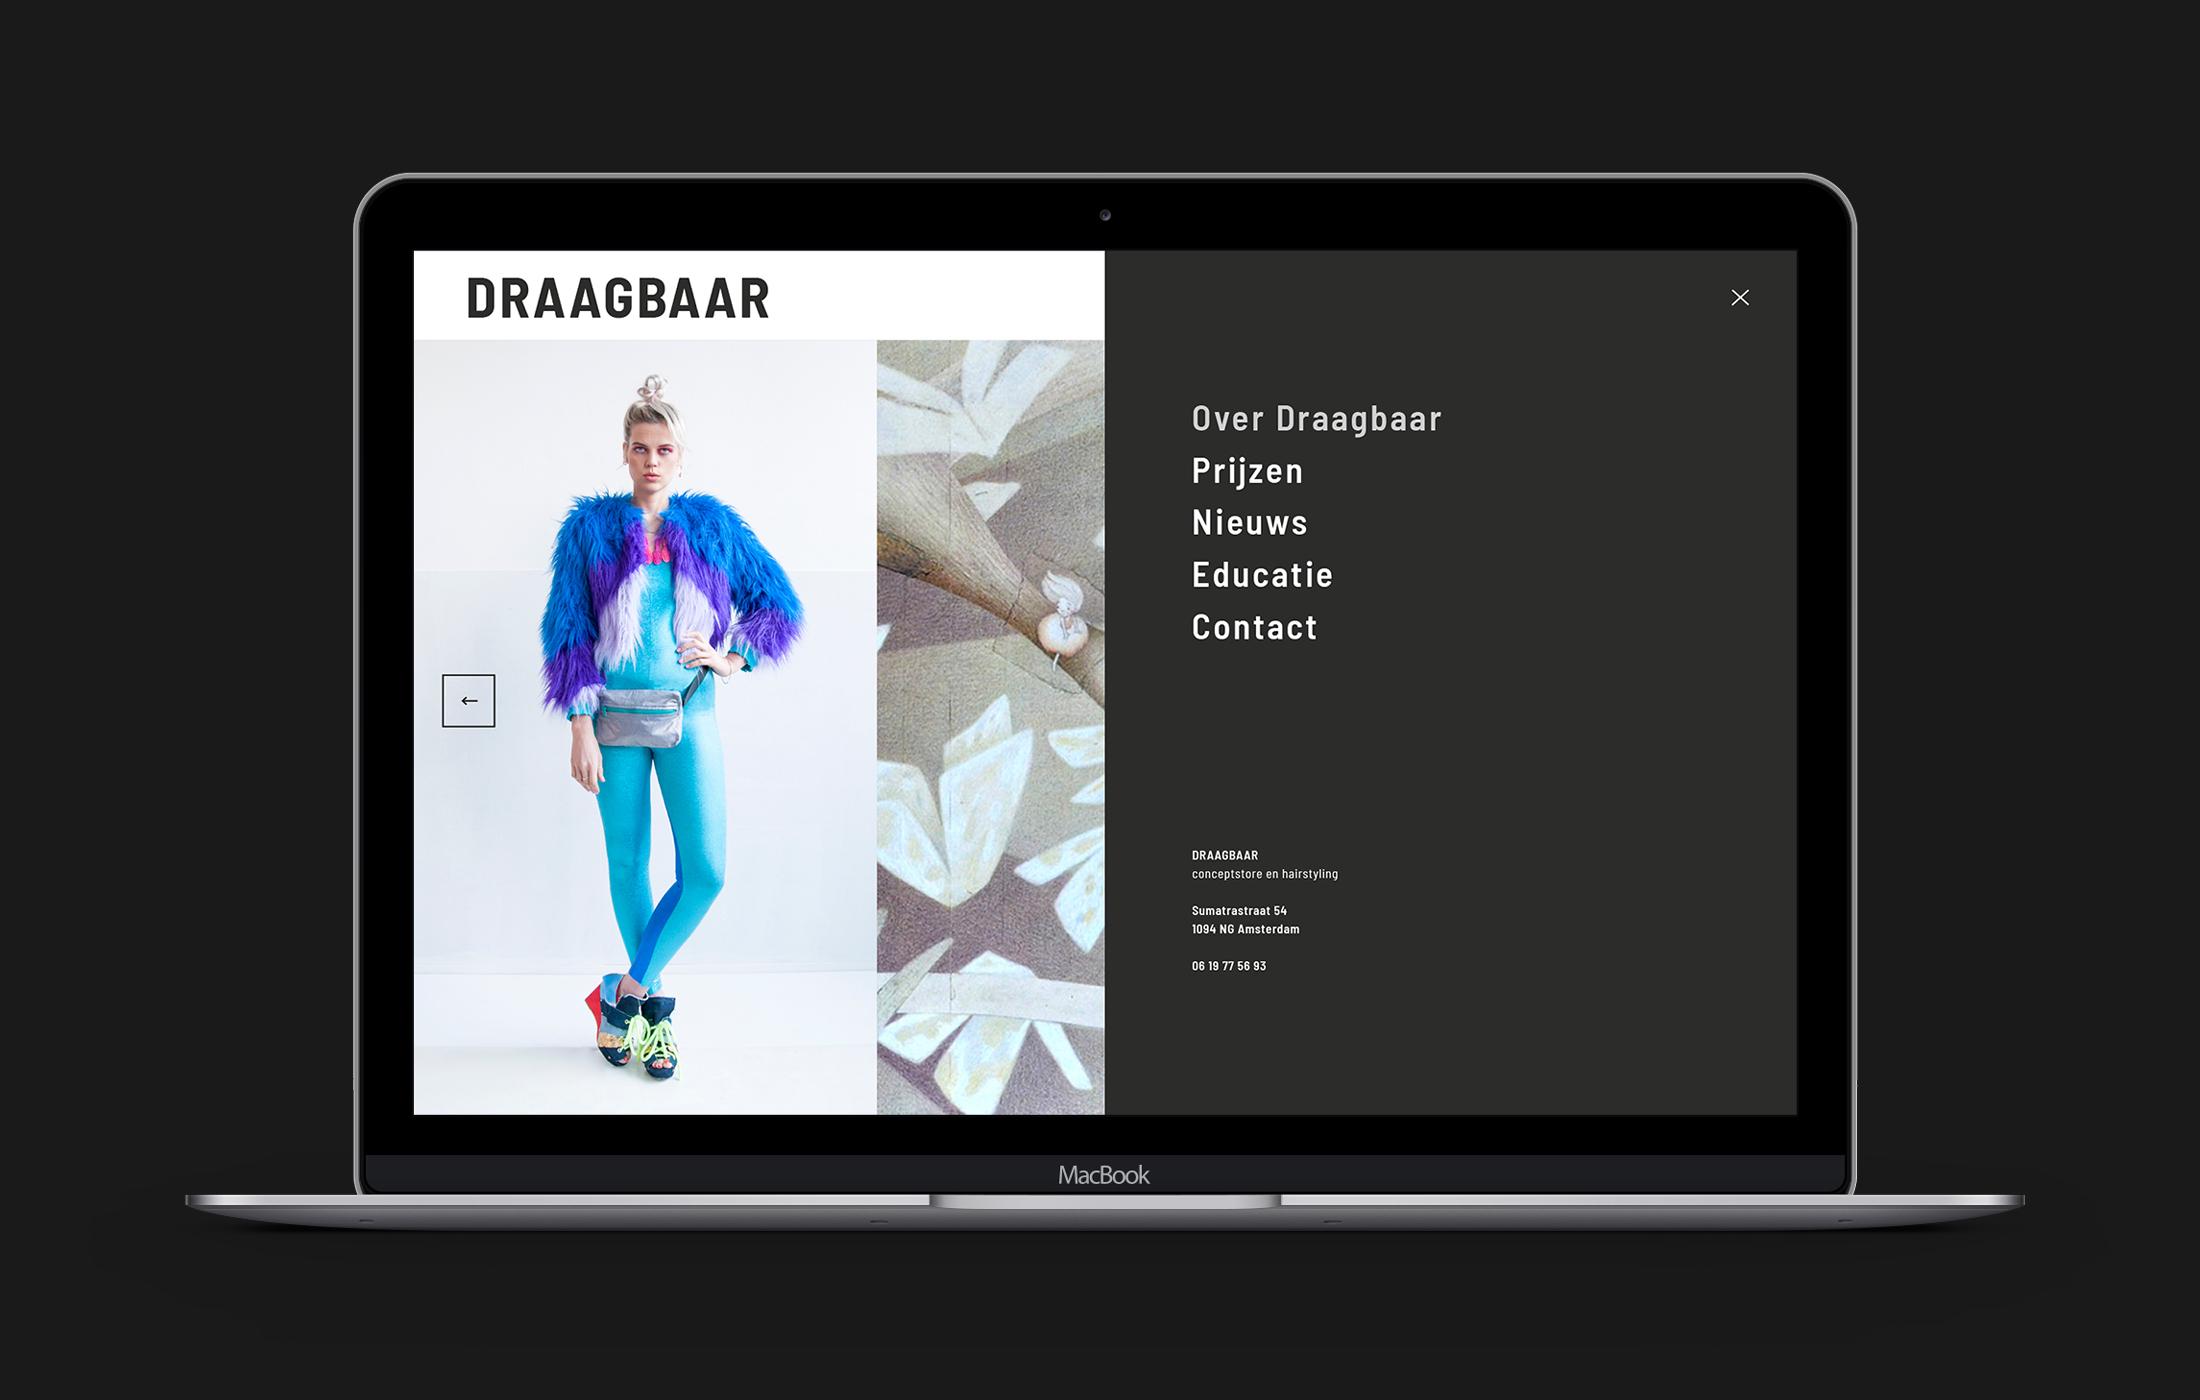 DRAAGBAAR
Over Draagbaar
Prijzen
Nieuws
Educatie
Contact
DRAAGBAAR
conceptstore en hairstyling
Sumatrastraat 54
1094 NG Amsterdam
06 19 77 56 93
MacBook